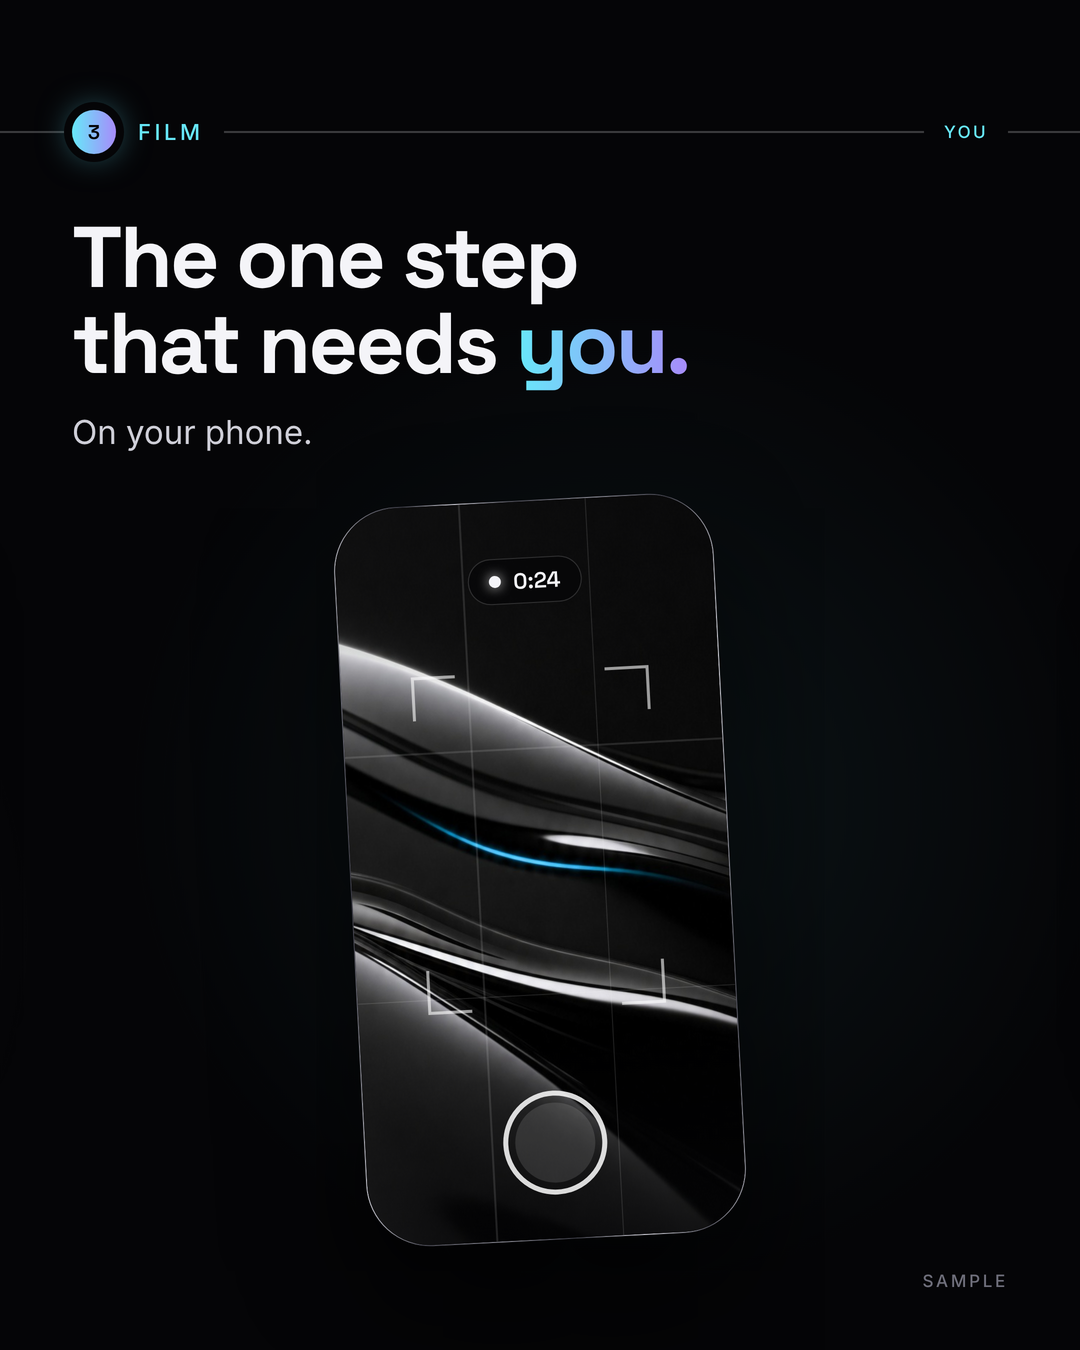 3 FILM
YOU
The one step
that needs you.
On your phone.
0:24
SAMPLE